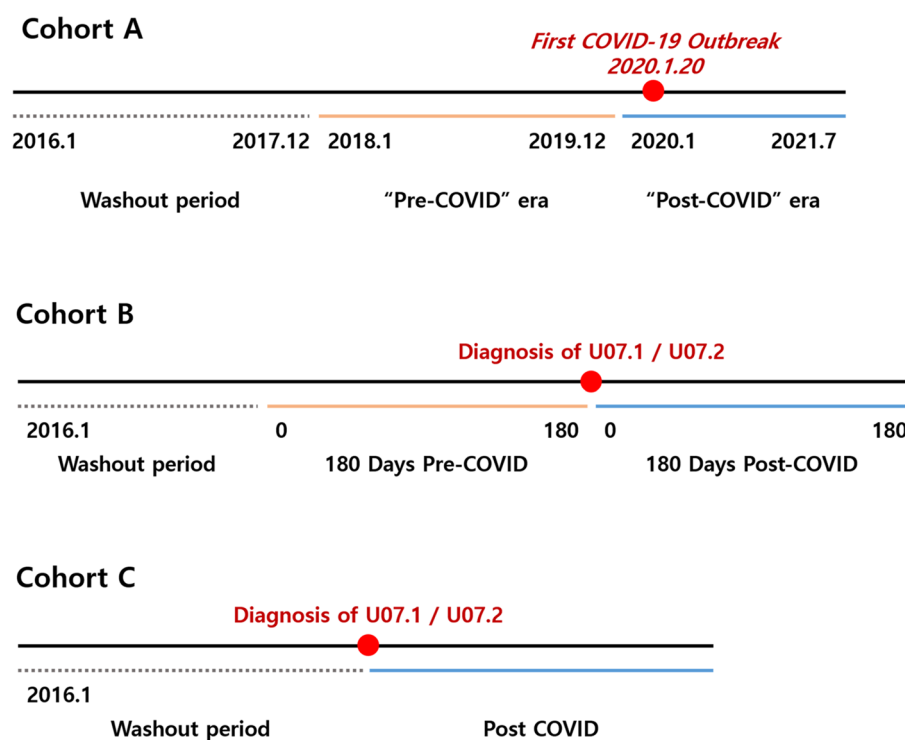 Cohort A
First COVID-19 Outbreak
2020.1.20
2016.1 2017.12 2018.1 2019.12 2020.1 2021.7
Washout period “Pre-COVID” era “Post-COVID” era
Cohort B
Diagnosis of U07.1 / U07.2
2016.1 0 180 0 180
Washout period 180 Days Pre-COVID 180 Days Post-COVID
Cohort C
Diagnosis of U07.1 / U07.2
2016.1
Washout period Post COVID